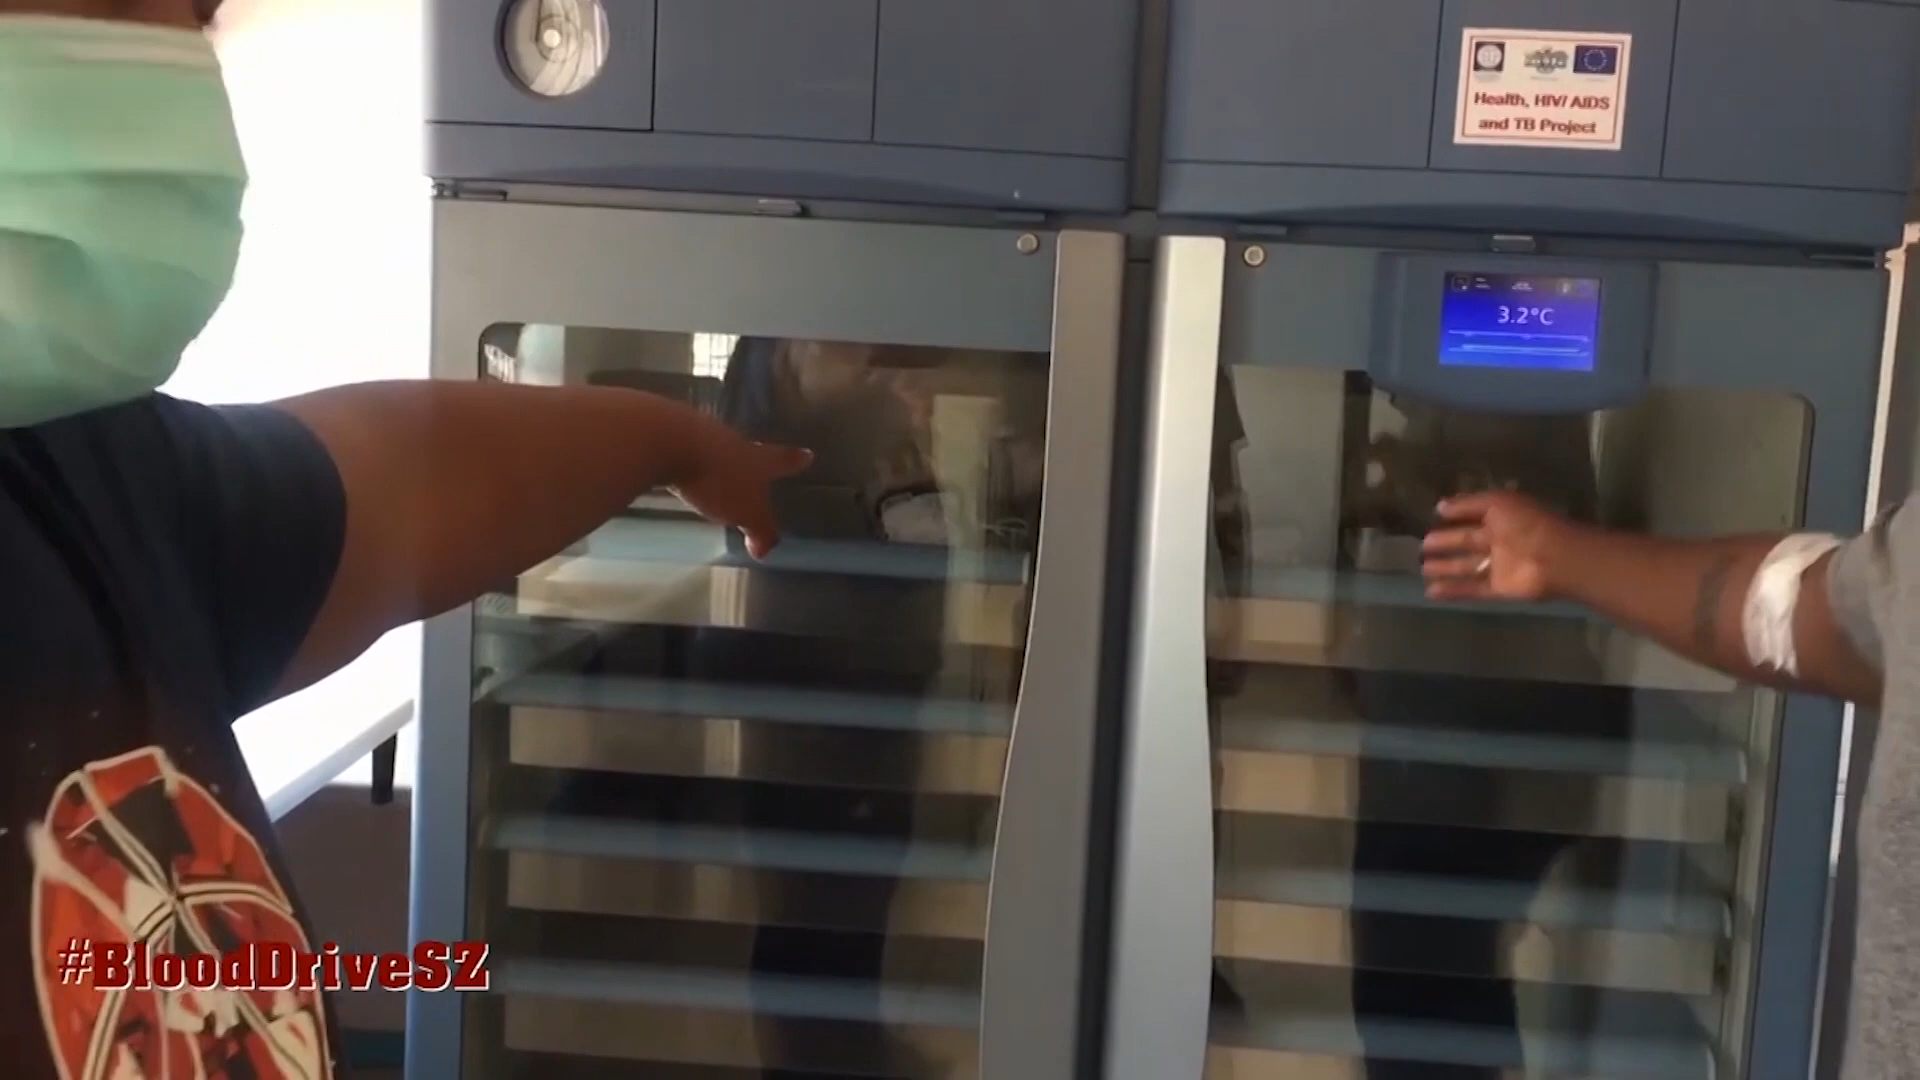 Health, HIV/ AIDS
and TB Project
3.2°C
#BloodDriveSZ